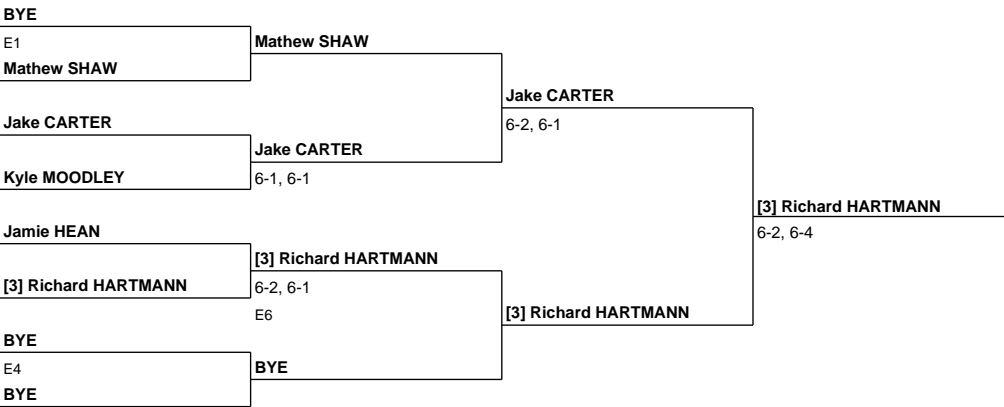 BYE
E1
Mathew SHAW
Mathew SHAW
Jake CARTER
6-2, 6-1
Jake CARTER
Jake CARTER
6-1, 6-1
Kyle MOODLEY
[3] Richard HARTMANN
6-2, 6-4
Jamie HEAN
[3] Richard HARTMANN
6-2, 6-1
E6
[3] Richard HARTMANN
[3] Richard HARTMANN
BYE
E4
BYE
BYE